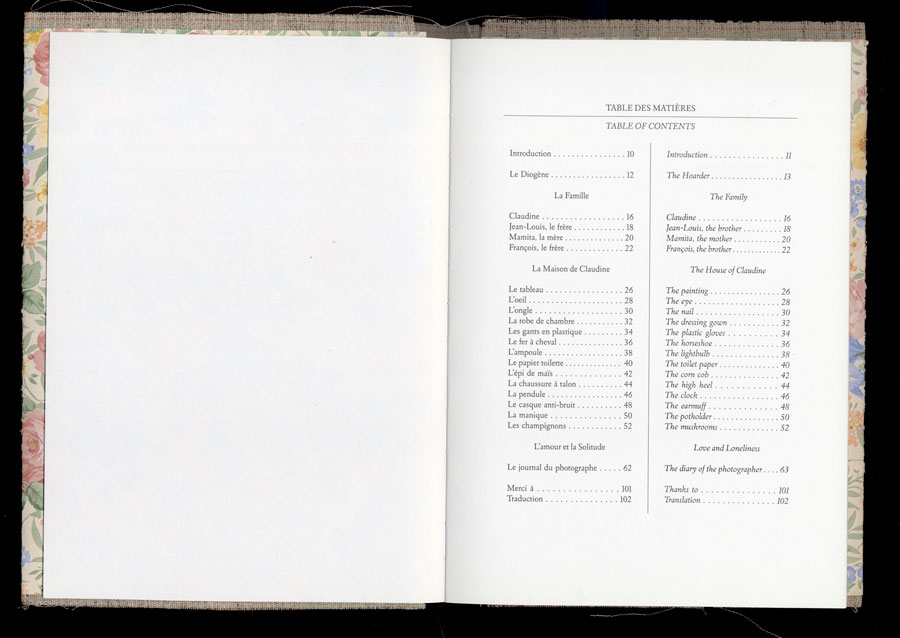 TABLE DES MATIÈRES
TABLE OF CONTENTS
Introduction . . . . . . . . . . . . . . . . 10
Le Diogène . . . . . . . . . . . . . . . . . 12
La Famille
Claudine . . . . . . . . . . . . . . . . . . 16
Jean-Louis, le frère . . . . . . . . . . . 18
Mamita, la mère . . . . . . . . . . . . . 20
François, le frère . . . . . . . . . . . . 22
La Maison de Claudine
Le tableau . . . . . . . . . . . . . . . . . 26
L'oeil . . . . . . . . . . . . . . . . . . . . . 28
L'ongle . . . . . . . . . . . . . . . . . . . 30
La robe de chambre . . . . . . . . . . 32
Les gants en plastique . . . . . . . . 34
Le fer à cheval . . . . . . . . . . . . . . 36
L'ampoule . . . . . . . . . . . . . . . . . 38
Le papier toilette . . . . . . . . . . . . 40
L'épi de maïs . . . . . . . . . . . . . . . 42
La chaussure à talon . . . . . . . . . . 44
La pendule . . . . . . . . . . . . . . . . . 46
Le casque anti-bruit . . . . . . . . . . 48
La manique . . . . . . . . . . . . . . . . 50
Les champignons . . . . . . . . . . . . 52
L'amour et la Solitude
Le journal du photographe . . . . . 62
Merci à . . . . . . . . . . . . . . . . . . 101
Traduction . . . . . . . . . . . . . . . . 102
Introduction . . . . . . . . . . . . . . . . 11
The Hoarder . . . . . . . . . . . . . . . . 13
The Family
Claudine . . . . . . . . . . . . . . . . . . 16
Jean-Louis, the brother . . . . . . . . . 18
Mamita, the mother . . . . . . . . . . 20
François, the brother . . . . . . . . . . . 22
The House of Claudine
The painting . . . . . . . . . . . . . . . 26
The eye . . . . . . . . . . . . . . . . . . . 28
The nail . . . . . . . . . . . . . . . . . . 30
The dressing gown . . . . . . . . . . . 32
The plastic gloves . . . . . . . . . . . . 34
The horseshoe . . . . . . . . . . . . . . 36
The lightbulb . . . . . . . . . . . . . . . 38
The toilet paper . . . . . . . . . . . . . 40
The corn cob . . . . . . . . . . . . . . . 42
The high heel . . . . . . . . . . . . . . 44
The clock . . . . . . . . . . . . . . . . . 46
The earmuff . . . . . . . . . . . . . . . . 48
The potholder . . . . . . . . . . . . . . 50
The mushrooms . . . . . . . . . . . . . 52
Love and Loneliness
The diary of the photographer . . . . 63
Thanks to . . . . . . . . . . . . . . . . 101
Translation . . . . . . . . . . . . . . . . 102